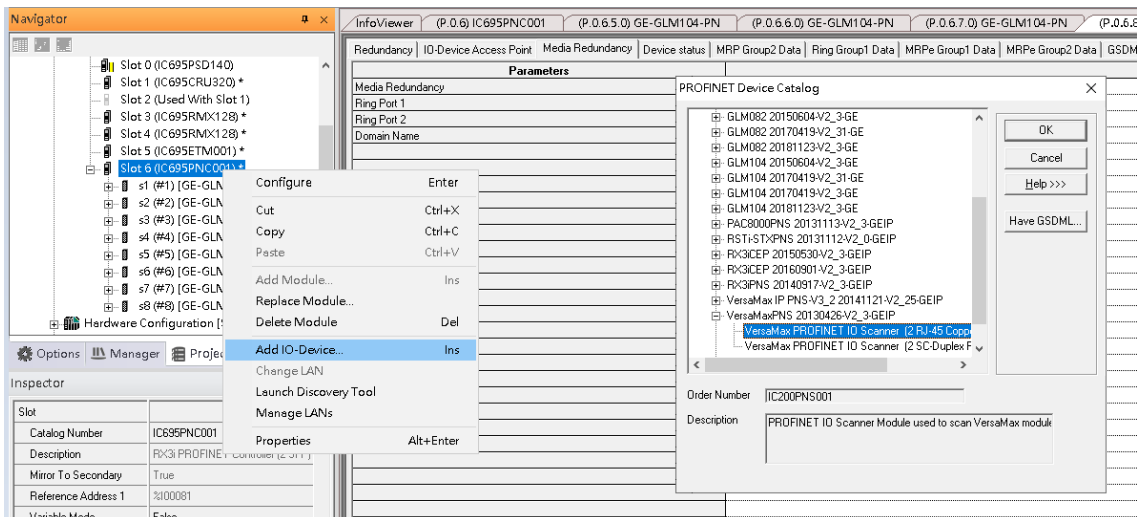 Navigator
Slot 0 (IC695PSD140)
Slot 1 (IC695CRU320) *
Slot 2 (Used With Slot 1)
Slot 3 (IC695RMX128) *
Slot 4 (IC695RMX128) *
Slot 5 (IC695ETM001) *
Slot 6 (IC695PNC001) *
s1 (#1) [GE-GLM
s2 (#2) [GE-GLM
s3 (#3) [GE-GLM
s4 (#4) [GE-GLM
s5 (#5) [GE-GLM
s6 (#6) [GE-GLM
s7 (#7) [GE-GLM
s8 (#8) [GE-GLM
Hardware Configuration [
Options Manager Projec
Inspector
Slot
Catalog Number IC695PNC001
Description RX3i PROFINET Controller (2 SFP)
Mirror To Secondary True
Reference Address 1 %I00081
Variable Mode False
Configure Enter
Cut Ctrl+X
Copy Ctrl+C
Paste Ctrl+V
Add Module... Ins
Replace Module...
Delete Module Del
Add IO-Device... Ins
Change LAN
Launch Discovery Tool
Manage LANs
Properties Alt+Enter
InfoViewer (P.0.6) IC695PNC001 (P.0.6.5.0) GE-GLM104-PN (P.0.6.6.0) GE-GLM104-PN (P.0.6.7.0) GE-GLM104-PN (P.0.6.8
Redundancy IO-Device Access Point Media Redundancy Device status MRP Group2 Data Ring Group1 Data MRPe Group1 Data MRPe Group2 Data GSDM
Parameters
Media Redundancy
Ring Port 1
Ring Port 2
Domain Name
PROFINET Device Catalog
GLM082 20150604-V2_3-GE
GLM082 20170419-V2_31-GE
GLM082 20181123-V2_3-GE
GLM104 20150604-V2_3-GE
GLM104 20170419-V2_31-GE
GLM104 20170419-V2_3-GE
GLM104 20181123-V2_3-GE
PAC8000PNS 20131113-V2_3-GEIP
RSTi-STXPNS 20131112-V2_0-GEIP
RX3iCEP 20150530-V2_3-GEIP
RX3iCEP 20160901-V2_3-GEIP
RX3iPNS 20140917-V2_3-GEIP
VersaMax IP PNS-V3_2 20141121-V2_25-GEIP
VersaMaxPNS 20130426-V2_3-GEIP
VersaMax PROFINET IO Scanner (2 RJ-45 Coppe
VersaMax PROFINET IO Scanner (2 SC-Duplex F
OK
Cancel
Help >>>
Have GSDML...
Order Number IC200PNS001
Description PROFINET IO Scanner Module used to scan VersaMax module